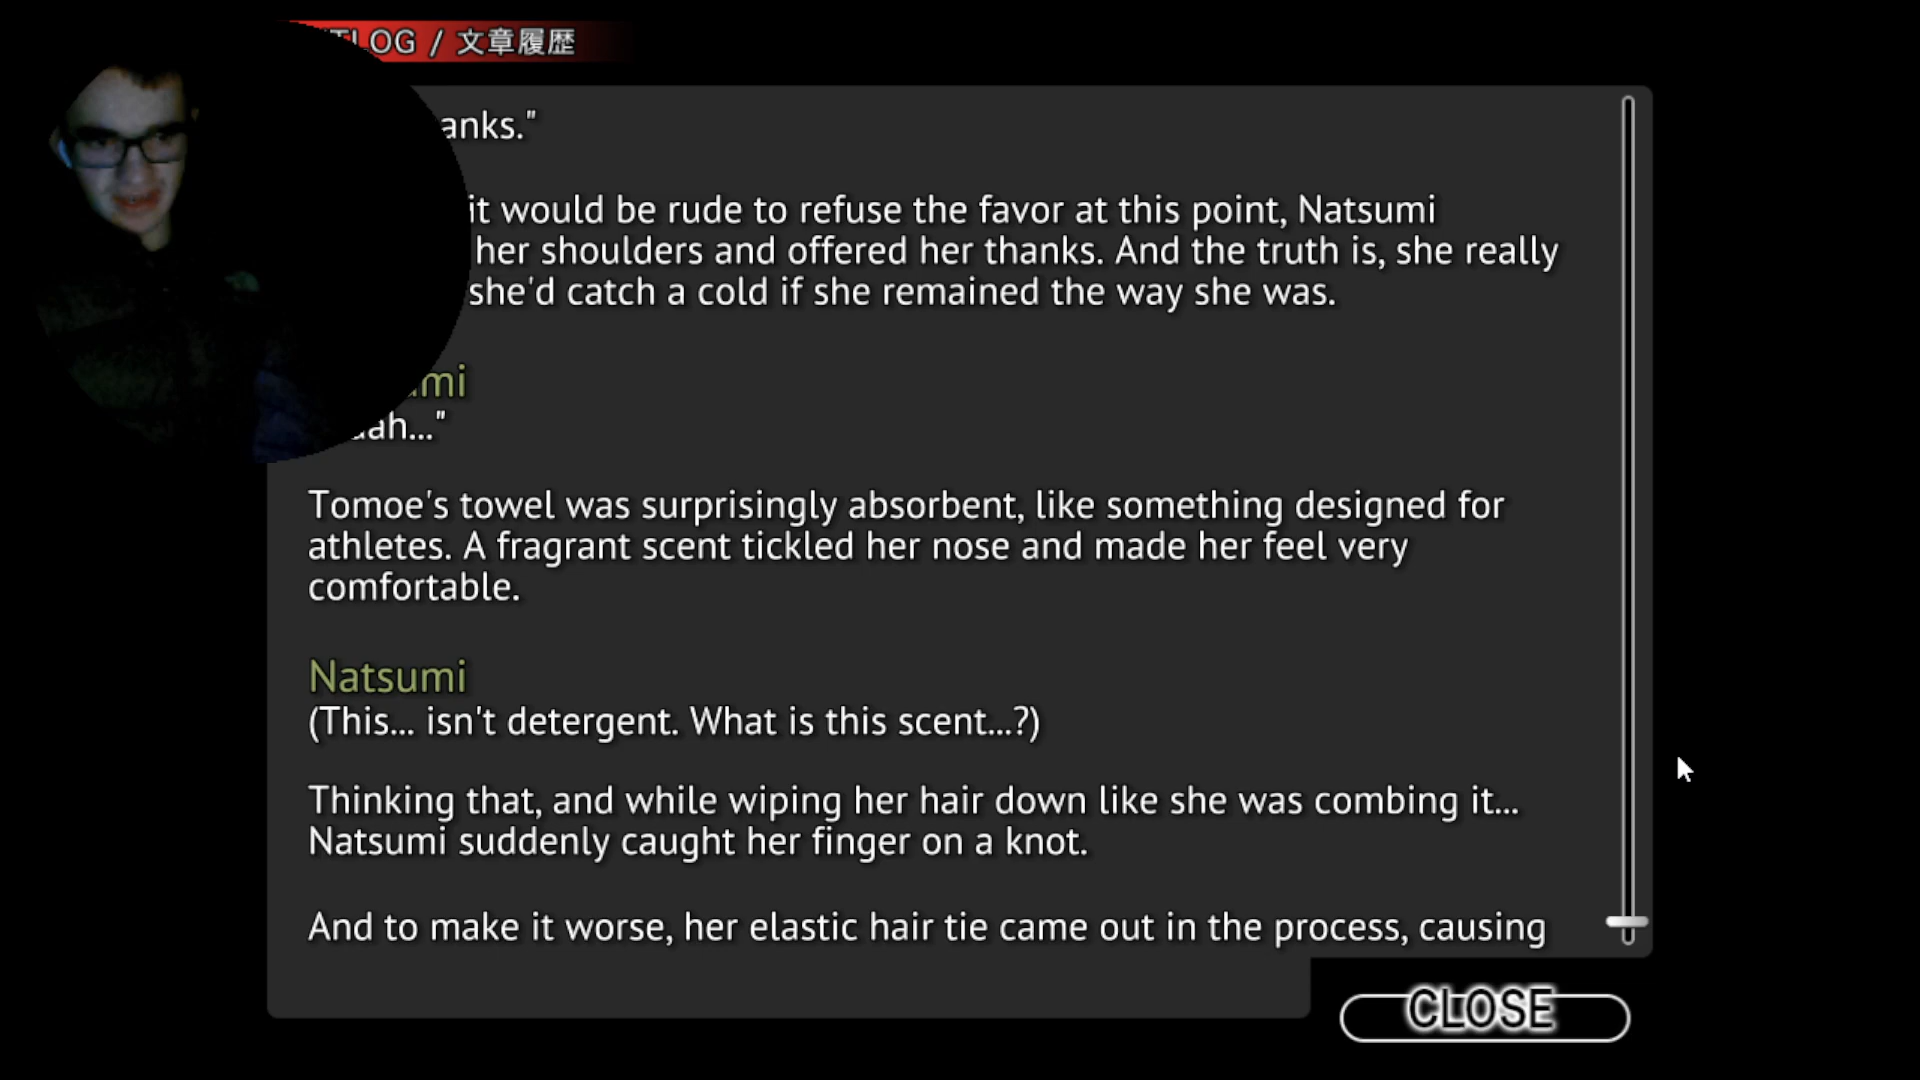 LOG / 文章履歴
it would be rude to refuse the favor at this point, Natsumi
her shoulders and offered her thanks. And the truth is, she really
she'd catch a cold if she remained the way she was.
Tomoe's towel was surprisingly absorbent, like something designed for
athletes. A fragrant scent tickled her nose and made her feel very
comfortable.
Natsumi
(This... isn't detergent. What is this scent...?)
Thinking that, and while wiping her hair down like she was combing it...
Natsumi suddenly caught her finger on a knot.
And to make it worse, her elastic hair tie came out in the process, causing
CLOSE